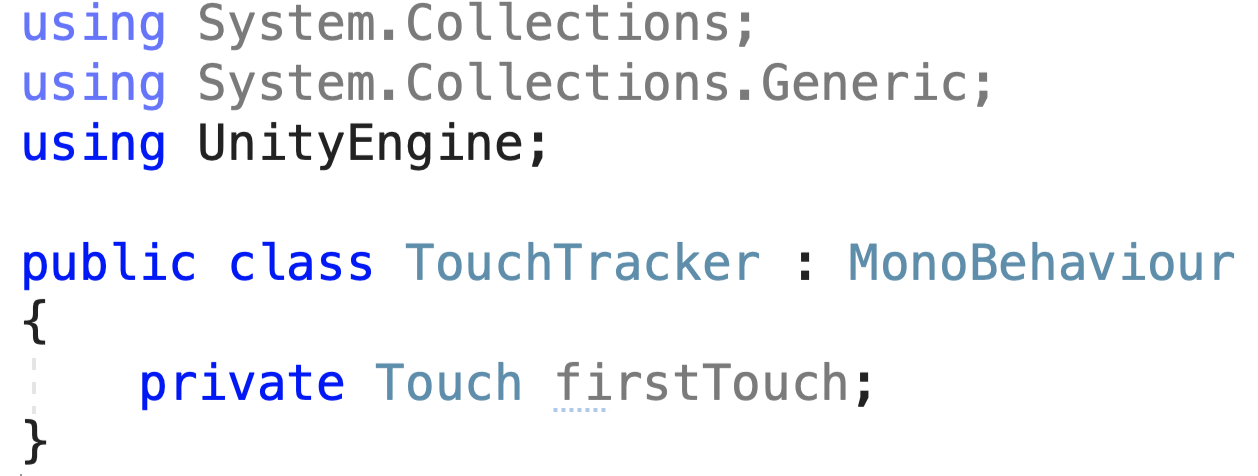 using System.Collections;
using System.Collections.Generic;
using UnityEngine;
public class TouchTracker : MonoBehaviour
{
private Touch firstTouch;
}